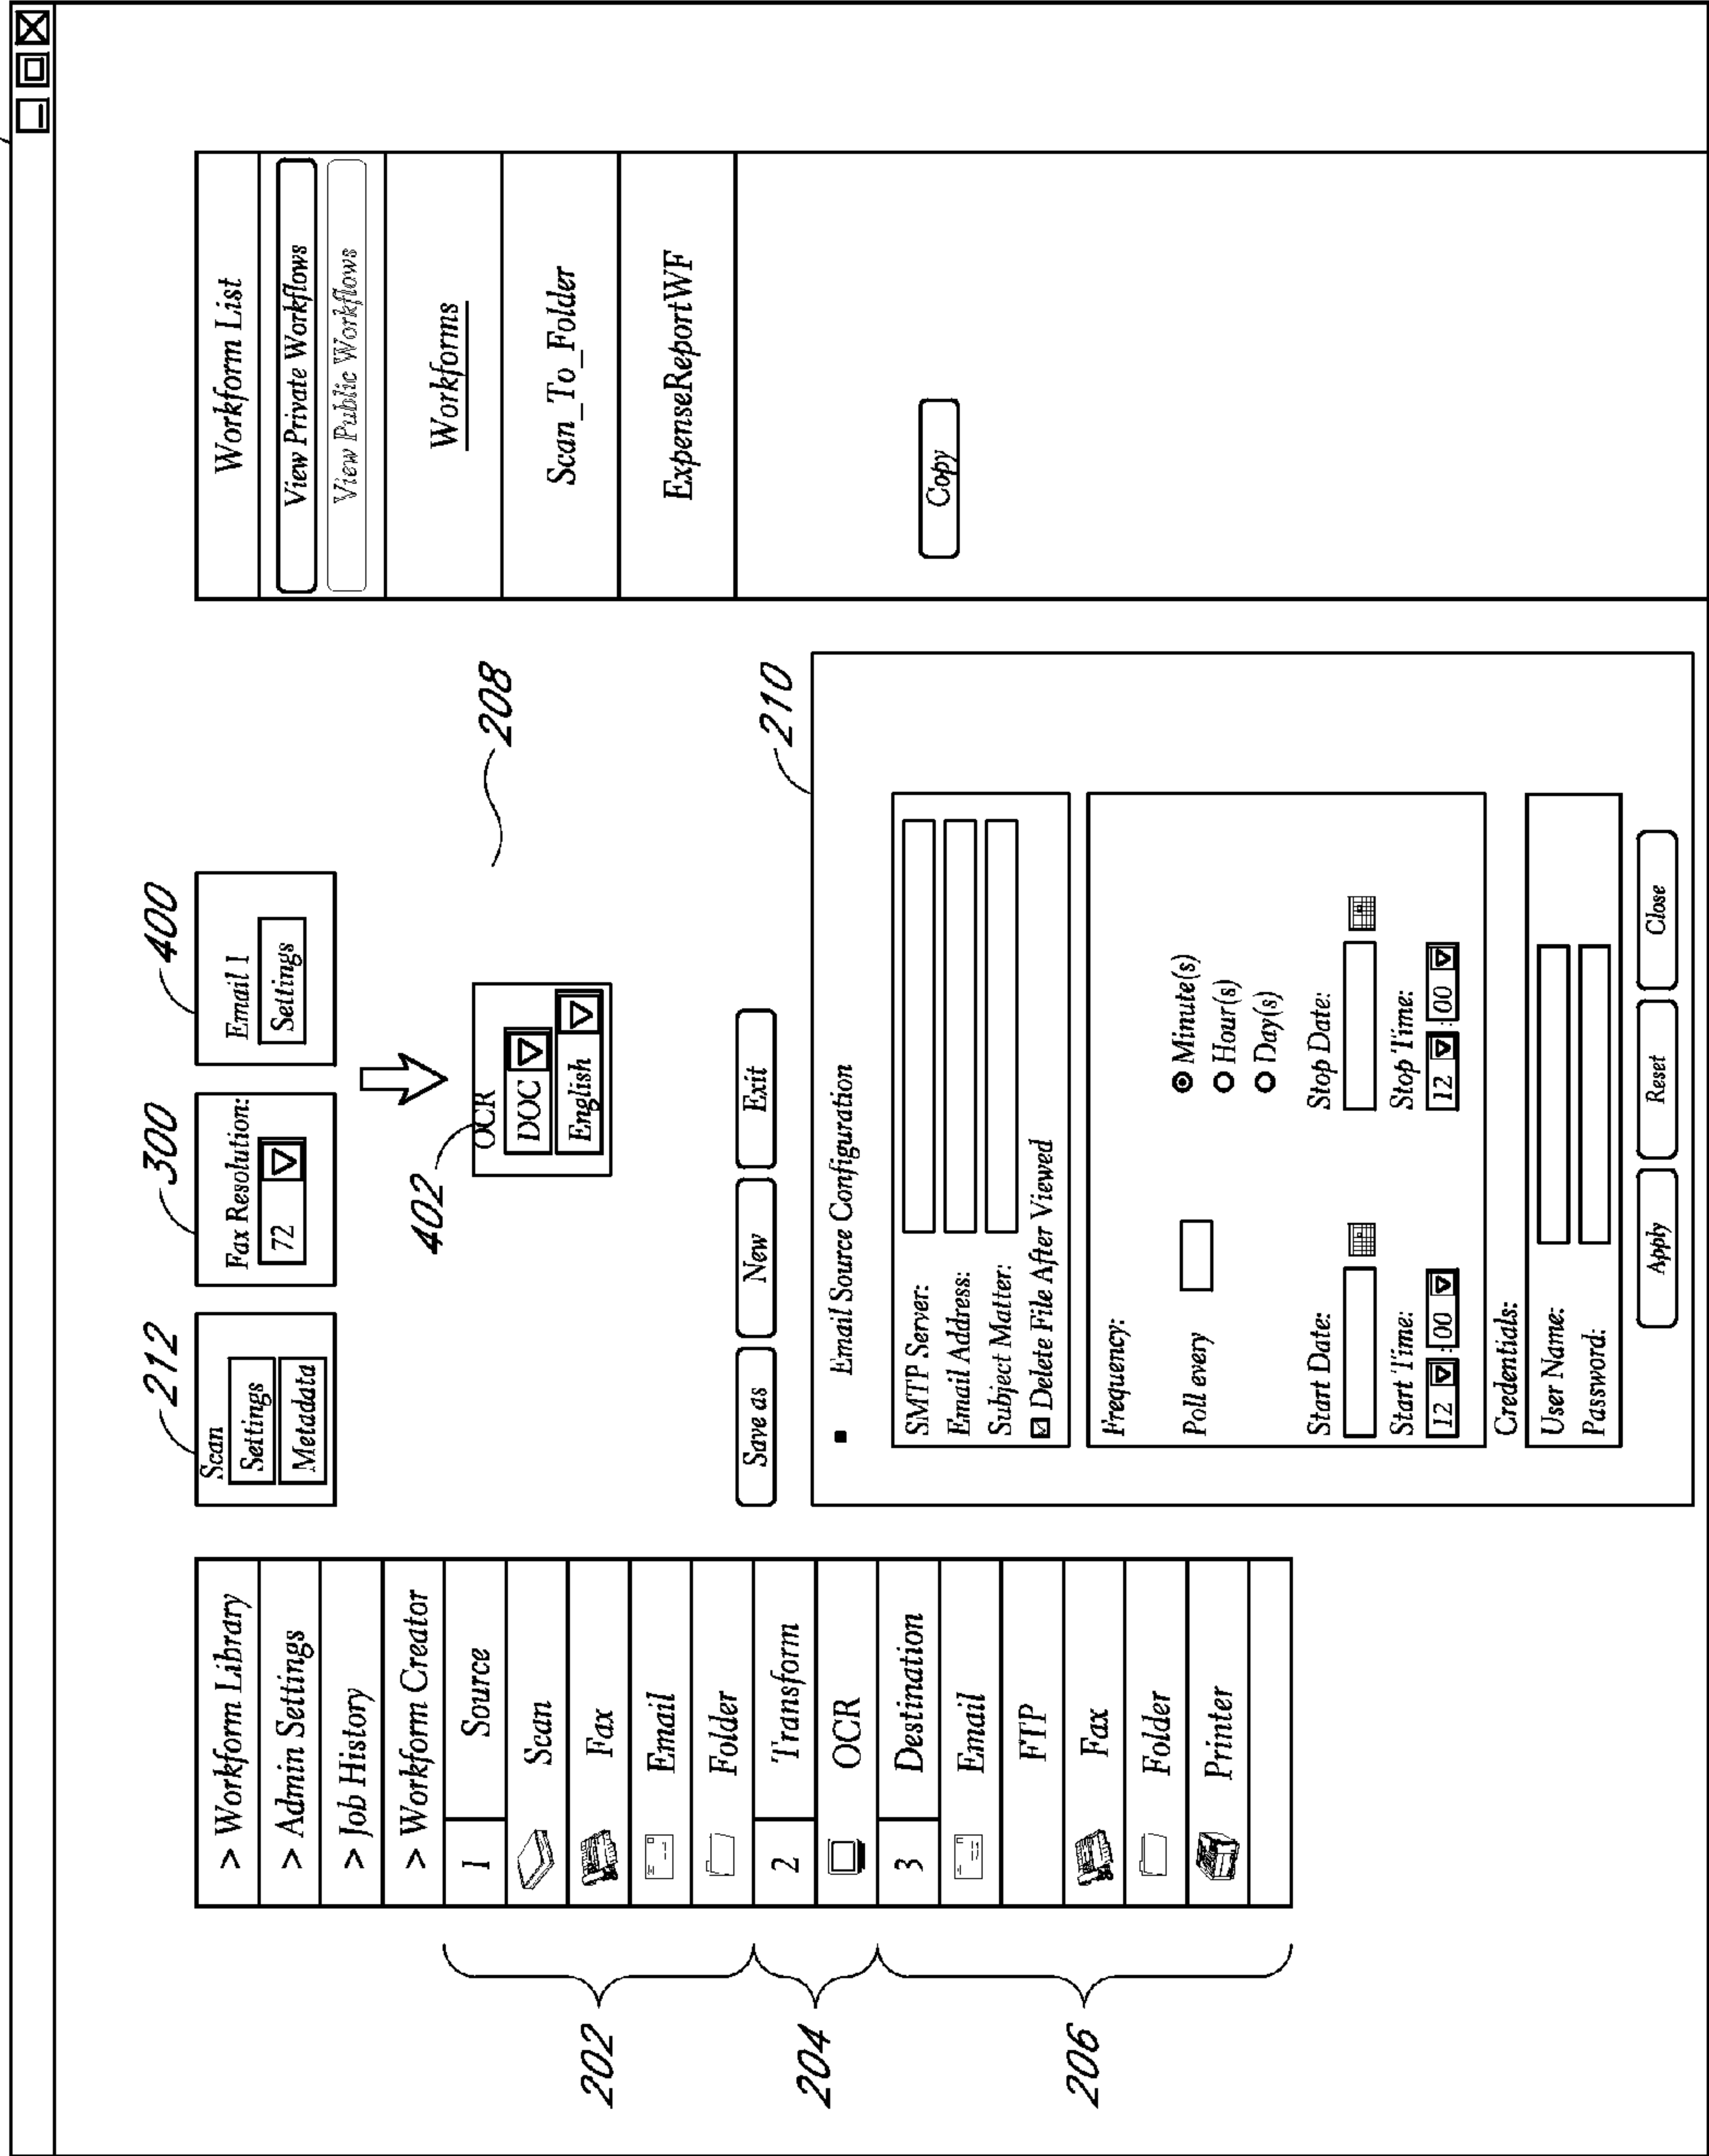 > Workform Library
> Admin Settings
> Job History
> Workform Creator
1 Source
Scan
Fax
Email
Folder
2 Transform
OCR
3 Destination
Email
FTP
Fax
Folder
Printer
202
204
206
212
Scan
Settings
Metadata
300
Fax Resolution:
72
400
Email 1
Settings
402
OCR
DOC
English
208
Save as
New
Exit
210
Email Source Configuration
SMTP Server:
Email Address:
Subject Matter:
Delete File After Viewed
Frequency:
Poll every
Minute(s)
Hour(s)
Day(s)
Start Date:
Stop Date:
Start Time:
Stop Time:
12 : 00
12 : 00
Credentials:
User Name:
Password:
Apply
Reset
Close
Workform List
View Private Workflows
View Public Workflows
Workforms
Scan_To_Folder
ExpenseReportWF
Copy